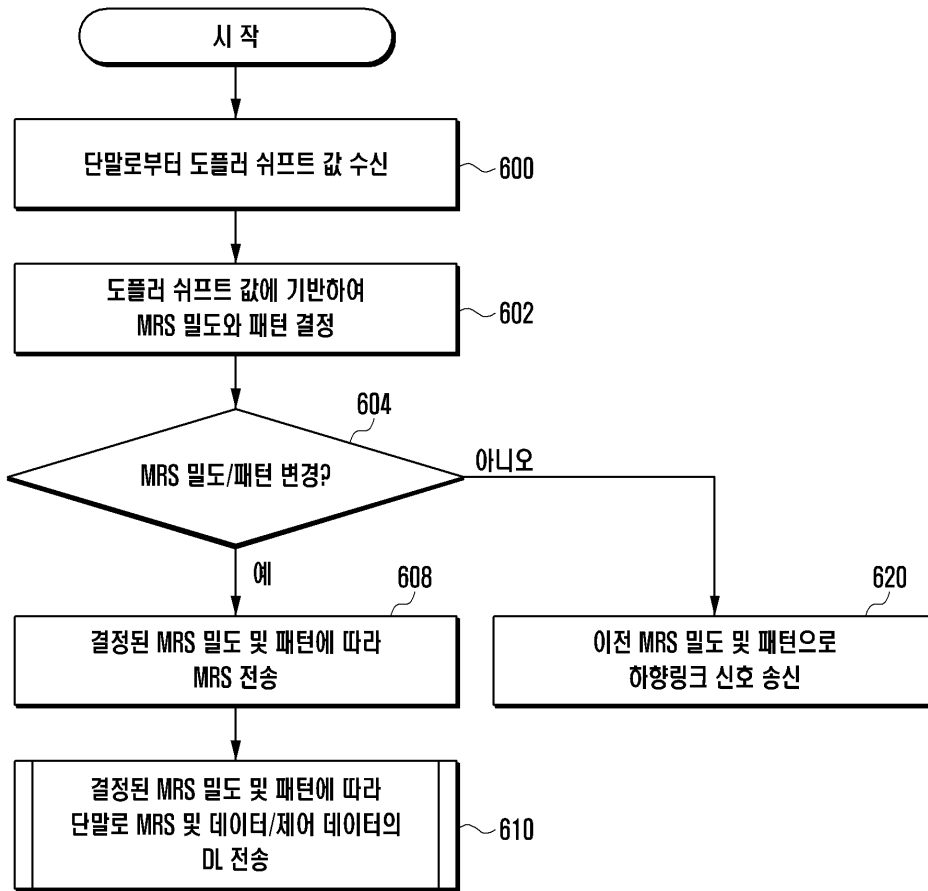 시 작
단말로부터 도플러 쉬프트 값 수신
600
도플러 쉬프트 값에 기반하여
MRS 밀도와 패턴 결정
602
604
MRS 밀도/패턴 변경?
아니오
예
608
결정된 MRS 밀도 및 패턴에 따라
MRS 전송
620
이전 MRS 밀도 및 패턴으로
하향링크 신호 송신
결정된 MRS 밀도 및 패턴에 따라
단말로 MRS 및 데이터/제어 데이터의
DL 전송
610